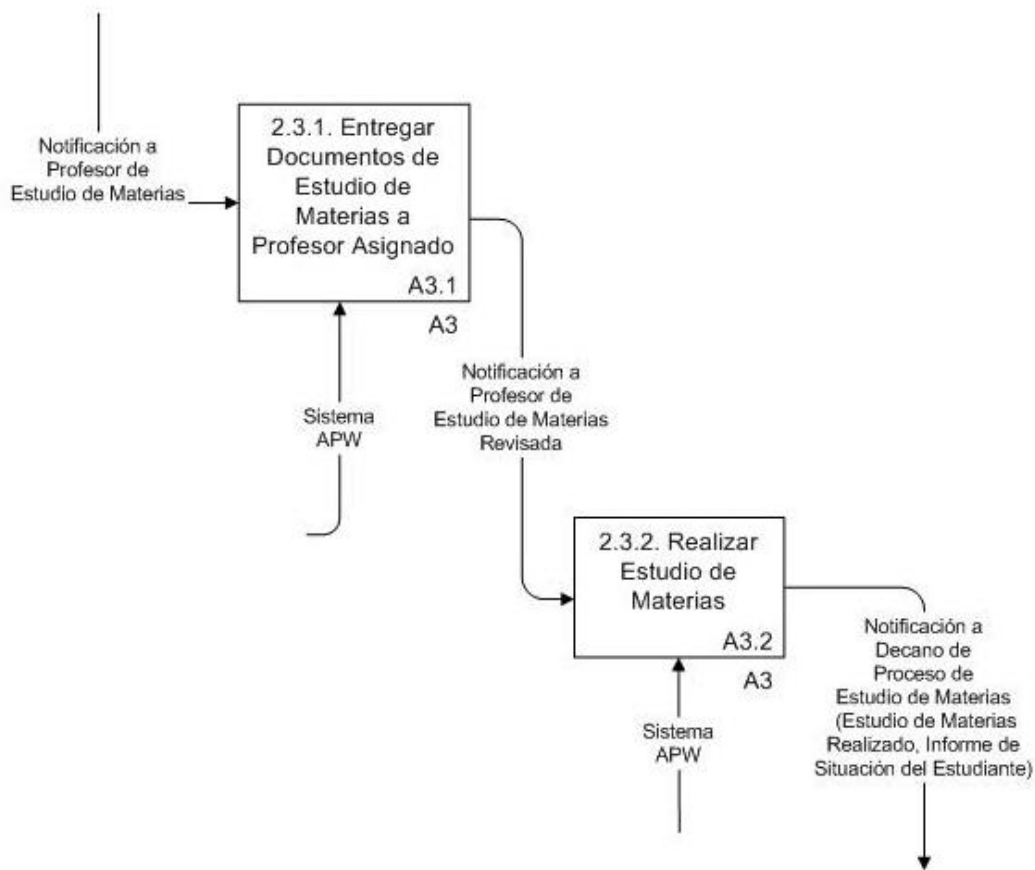 Notificación a
Profesor de
Estudio de Materias
2.3.1. Entregar
Documentos de
Estudio de
Materias a
Profesor Asignado
A3.1
A3
Sistema
APW
Notificación a
Profesor de
Estudio de Materias
Revisada
2.3.2. Realizar
Estudio de
Materias
A3.2
A3
Sistema
APW
Notificación a
Decano de
Proceso de
Estudio de Materias
(Estudio de Materias
Realizado, Informe de
Situación del Estudiante)